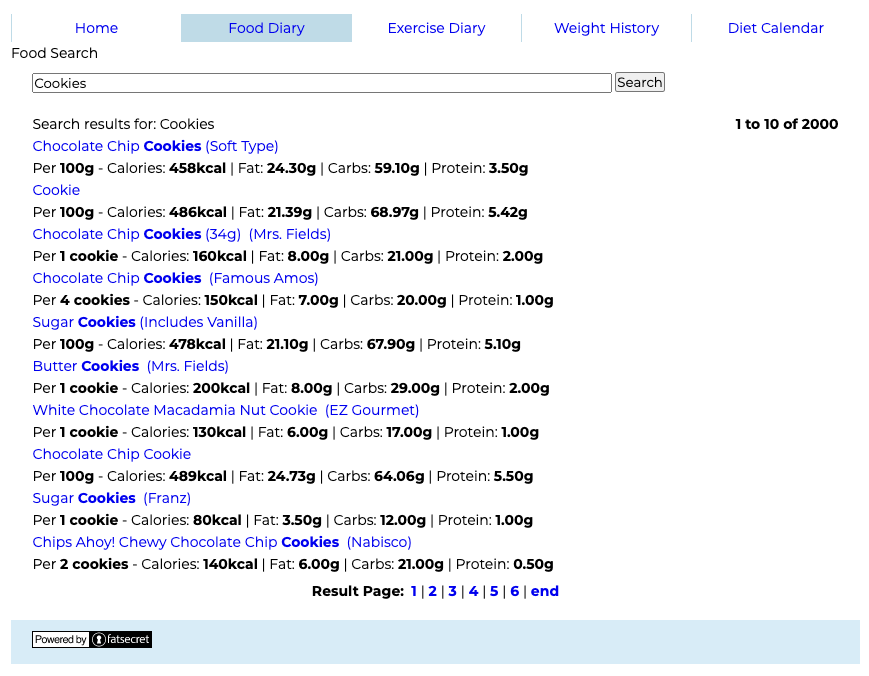 Home Food Diary Exercise Diary Weight History Diet Calendar
Food Search
Cookies Search
Search results for: Cookies 1 to 10 of 2000
Chocolate Chip Cookies (Soft Type)
Per 100g - Calories: 458kcal | Fat: 24.30g | Carbs: 59.10g | Protein: 3.50g
Cookie
Per 100g - Calories: 486kcal | Fat: 21.39g | Carbs: 68.97g | Protein: 5.42g
Chocolate Chip Cookies (34g) (Mrs. Fields)
Per 1 cookie - Calories: 160kcal | Fat: 8.00g | Carbs: 21.00g | Protein: 2.00g
Chocolate Chip Cookies (Famous Amos)
Per 4 cookies - Calories: 150kcal | Fat: 7.00g | Carbs: 20.00g | Protein: 1.00g
Sugar Cookies (Includes Vanilla)
Per 100g - Calories: 478kcal | Fat: 21.10g | Carbs: 67.90g | Protein: 5.10g
Butter Cookies (Mrs. Fields)
Per 1 cookie - Calories: 200kcal | Fat: 8.00g | Carbs: 29.00g | Protein: 2.00g
White Chocolate Macadamia Nut Cookie (EZ Gourmet)
Per 1 cookie - Calories: 130kcal | Fat: 6.00g | Carbs: 17.00g | Protein: 1.00g
Chocolate Chip Cookie
Per 100g - Calories: 489kcal | Fat: 24.73g | Carbs: 64.06g | Protein: 5.50g
Sugar Cookies (Franz)
Per 1 cookie - Calories: 80kcal | Fat: 3.50g | Carbs: 12.00g | Protein: 1.00g
Chips Ahoy! Chewy Chocolate Chip Cookies (Nabisco)
Per 2 cookies - Calories: 140kcal | Fat: 6.00g | Carbs: 21.00g | Protein: 0.50g
Result Page: 1 | 2 | 3 | 4 | 5 | 6 | end
Powered by fatsecret